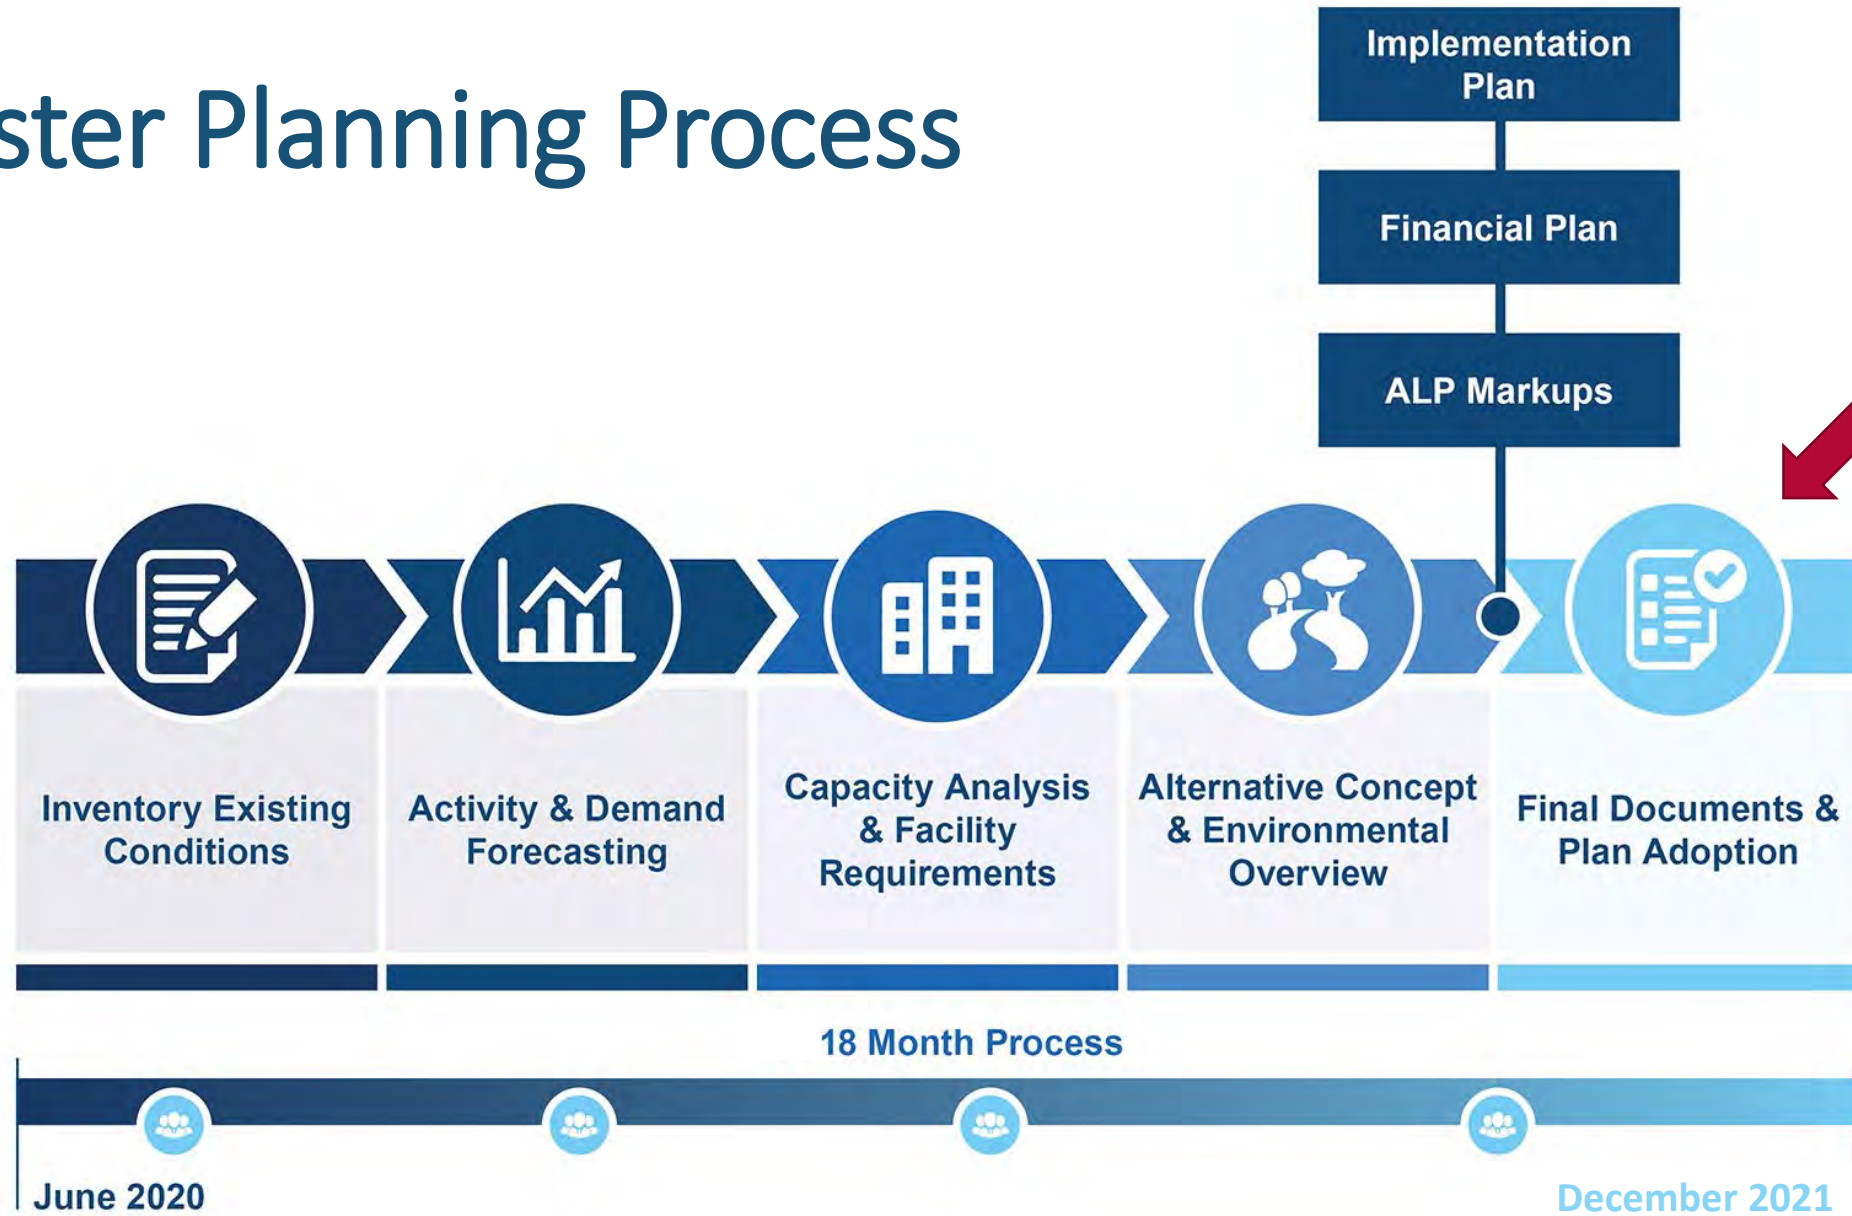 ster Planning Process
Implementation
Plan
Financial Plan
ALP Markups
Inventory Existing
Conditions
Activity & Demand
Forecasting
Capacity Analysis
& Facility
Requirements
Alternative Concept
& Environmental
Overview
Final Documents &
Plan Adoption
18 Month Process
June 2020
December 2021